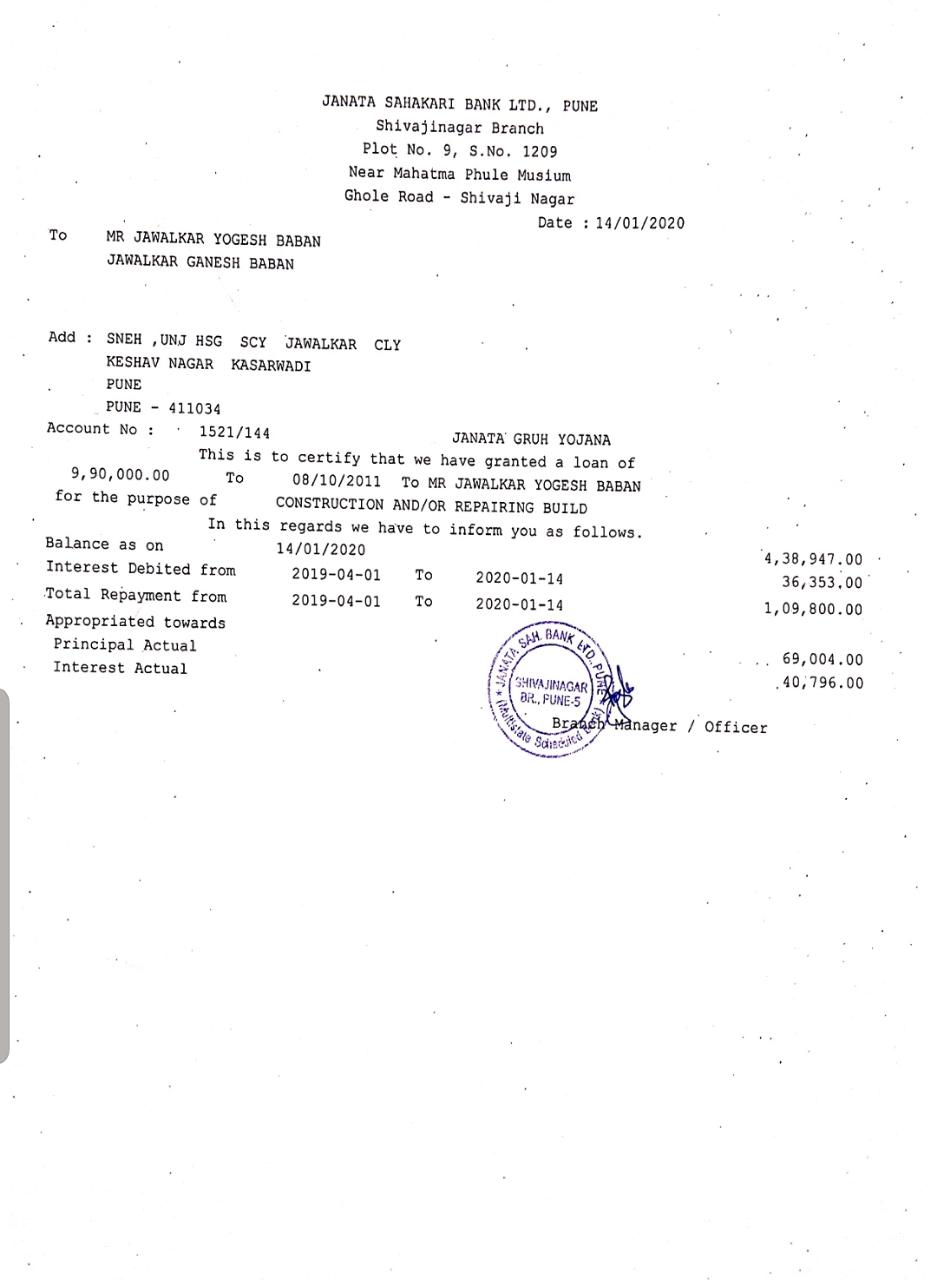 JANATA SAHAKARI BANK LTD., PUNE
Shivajinagar Branch
Plot No. 9, S.No. 1209
Near Mahatma Phule Musium
Ghole Road - Shivaji Nagar
Date : 14/01/2020
To MR JAWALKAR YOGESH BABAN
JAWALKAR GANESH BABAN
Add : SNEH ,UNJ HSG SCY JAWALKAR CLY
KESHAV NAGAR KASARWADI
PUNE
PUNE - 411034
Account No : 1521/144 JANATA GRUH YOJANA
This is to certify that we have granted a loan of
9,90,000.00 To 08/10/2011 To MR JAWALKAR YOGESH BABAN
for the purpose of CONSTRUCTION AND/OR REPAIRING BUILD
In this regards we have to inform you as follows.
Balance as on 14/01/2020 4,38,947.00
Interest Debited from 2019-04-01 To 2020-01-14 36,353.00
Total Repayment from 2019-04-01 To 2020-01-14 1,09,800.00
Appropriated towards
Principal Actual 69,004.00
Interest Actual 40,796.00
JANATA SAH. BANK LTD. PUNE
SHIVAJINAGAR
BR., PUNE-5
(Multistate Scheduled Bank)
Branch Manager / Officer